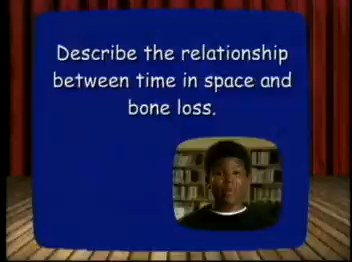 Describe the relationship
between time in space and
bone loss.